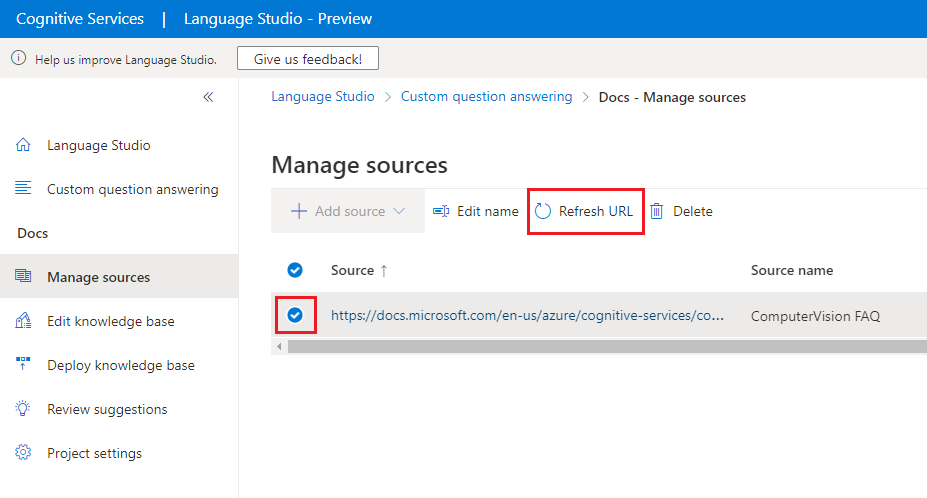 Cognitive Services | Language Studio - Preview
Help us improve Language Studio. Give us feedback!
Language Studio > Custom question answering > Docs - Manage sources
Language Studio
Custom question answering
Docs
Manage sources
Edit knowledge base
Deploy knowledge base
Review suggestions
Project settings
Manage sources
Add source Edit name Refresh URL Delete
Source ↑ Source name
https://docs.microsoft.com/en-us/azure/cognitive-services/co... ComputerVision FAQ